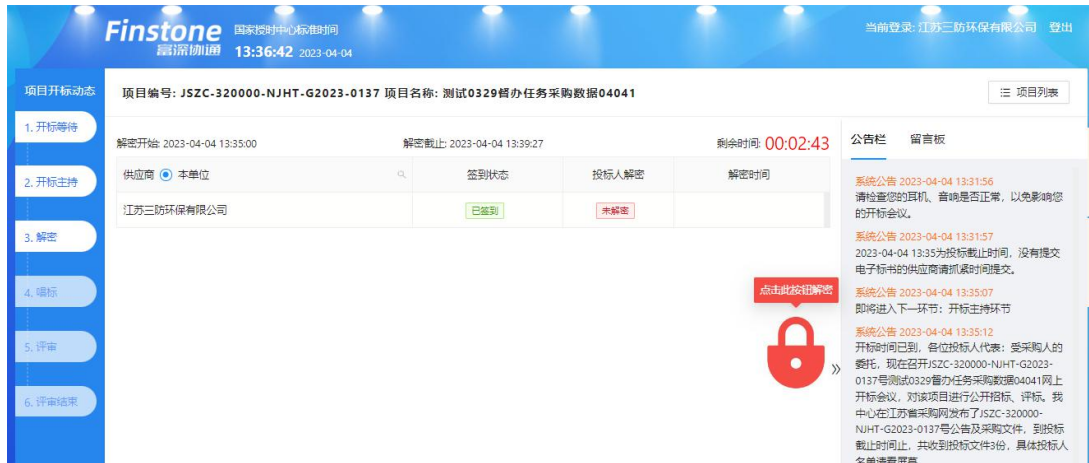 Finstone
富深协通
国家授时中心标准时间
13:36:42 2023-04-04
当前登录: 江苏三防环保有限公司 登出
项目开标动态
1. 开标等待
2. 开标主持
3. 解密
4. 唱标
5. 评审
6. 评审结束
项目编号: JSZC-320000-NJHT-G2023-0137 项目名称: 测试0329督办任务采购数据04041
项目列表
解密开始: 2023-04-04 13:35:00
解密截止: 2023-04-04 13:39:27
剩余时间: 00:02:43
供应商 本单位 签到状态 投标人解密 解密时间
江苏三防环保有限公司 已签到 未解密
点击此按钮解密
公告栏 留言板
系统公告 2023-04-04 13:31:56
请检查您的耳机、音响是否正常，以免影响您
的开标会议。
系统公告 2023-04-04 13:31:57
2023-04-04 13:35为投标截止时间，没有提交
电子标书的供应商请抓紧时间提交。
系统公告 2023-04-04 13:35:07
即将进入下一环节：开标主持环节
系统公告 2023-04-04 13:35:12
开标时间已到，各位投标人代表：受采购人的
委托，现在召开JSZC-320000-NJHT-G2023-
0137号测试0329督办任务采购数据04041网上
开标会议，对该项目进行公开招标、评标。我
中心在江苏省采购网发布了JSZC-320000-
NJHT-G2023-0137号公告及采购文件，到投标
截止时间止，共收到投标文件3份，具体投标人
名单请看屏幕